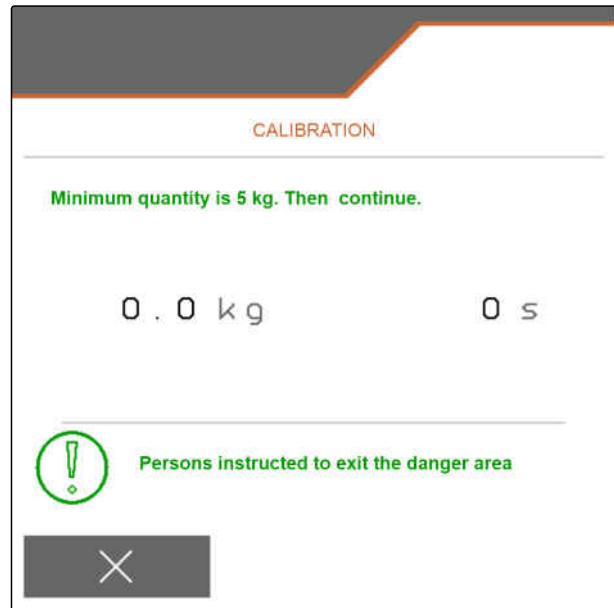 CALIBRATION
Minimum quantity is 5 kg. Then continue.
0.0 kg 0 s
Persons instructed to exit the danger area